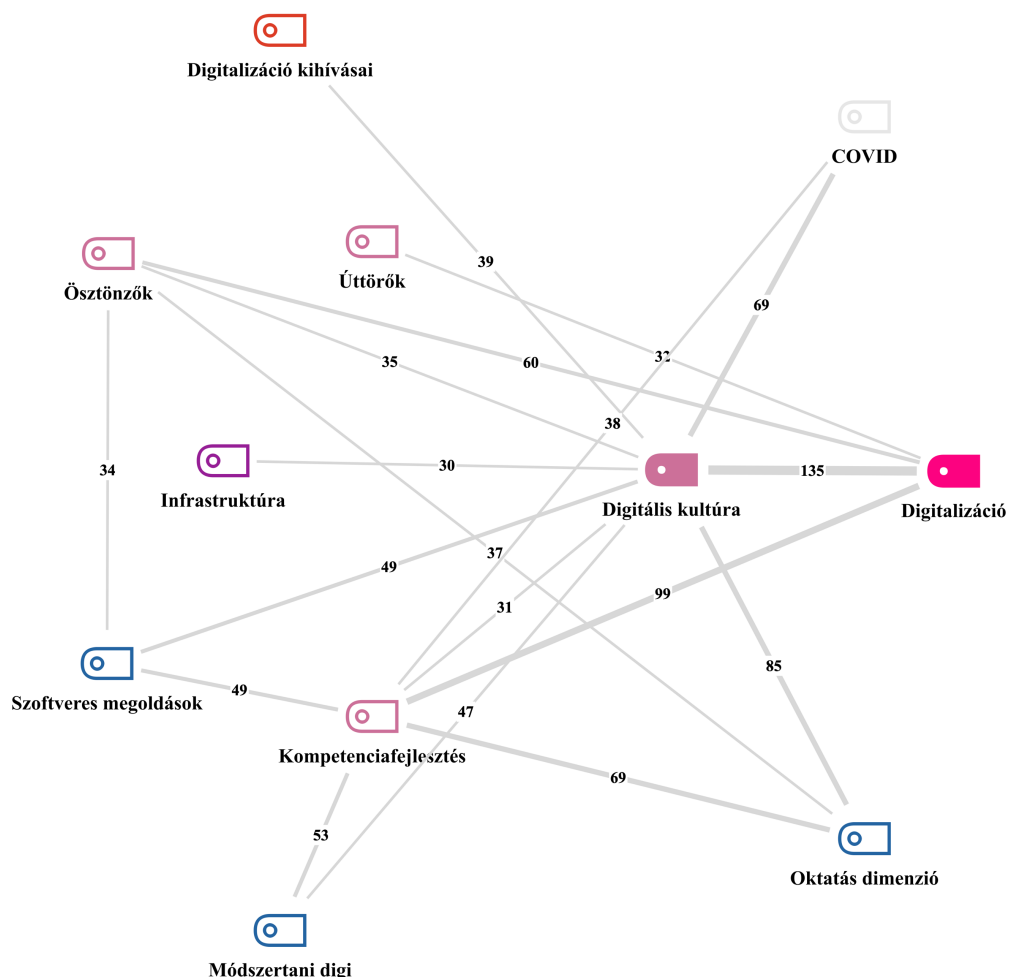 Digitalizáció kihívásai
COVID
Ösztönzők
Úttörők
39
69
35
60
32
38
34
Infrastruktúra
30
Digitális kultúra
135
Digitalizáció
49
37
31
99
Szoftveres megoldások
49
85
47
Kompetenciafejlesztés
69
53
Oktatás dimenzió
Módszertani digi